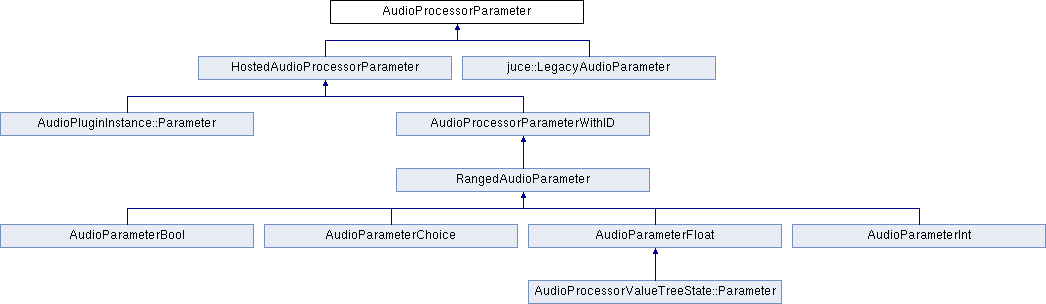 AudioProcessorParameter
HostedAudioProcessorParameter
juce::LegacyAudioParameter
AudioPluginInstance::Parameter
AudioProcessorParameterWithID
RangedAudioParameter
AudioParameterBool
AudioParameterChoice
AudioParameterFloat
AudioParameterInt
AudioProcessorValueTreeState::Parameter